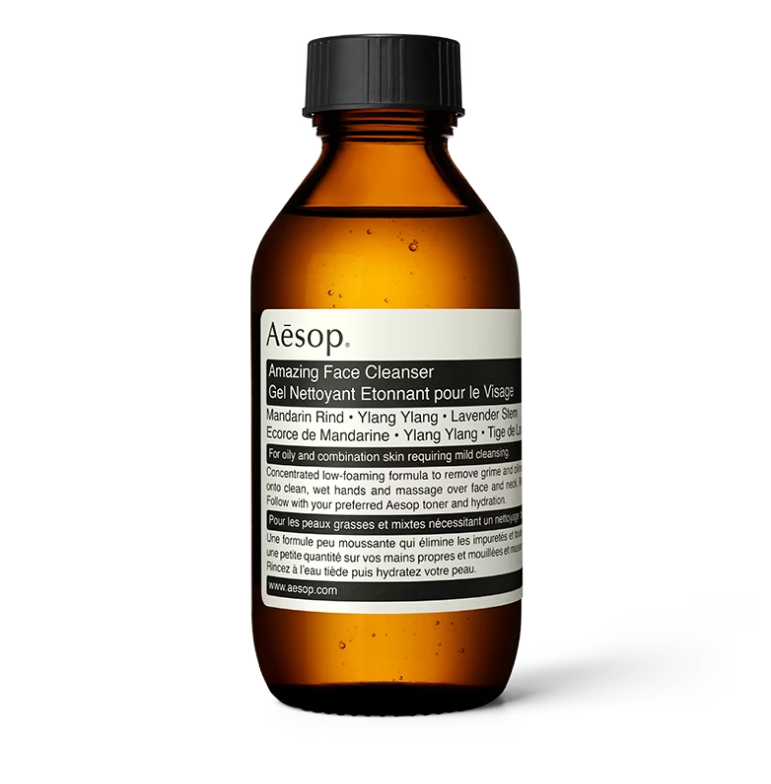 Aēsop®
Amazing Face Cleanser
Gel Nettoyant Etonnant pour le Visage
Mandarin Rind • Ylang Ylang • Lavender Stem
Ecorce de Mandarine • Ylang Ylang • Tige de
For oily and combination skin requiring mild cleansing.
Concentrated low-foaming formula to remove grime and
onto clean, wet hands and massage over face and neck.
Follow with your preferred Aesop toner and hydration.
Pour les peaux grasses et mixtes nécessitant un nettoyage
Une formule peu moussante qui élimine les impuretés et
une petite quantité sur vos mains propres et mouillées et
Rincez à l'eau tiède puis hydratez votre peau.
www.aesop.com